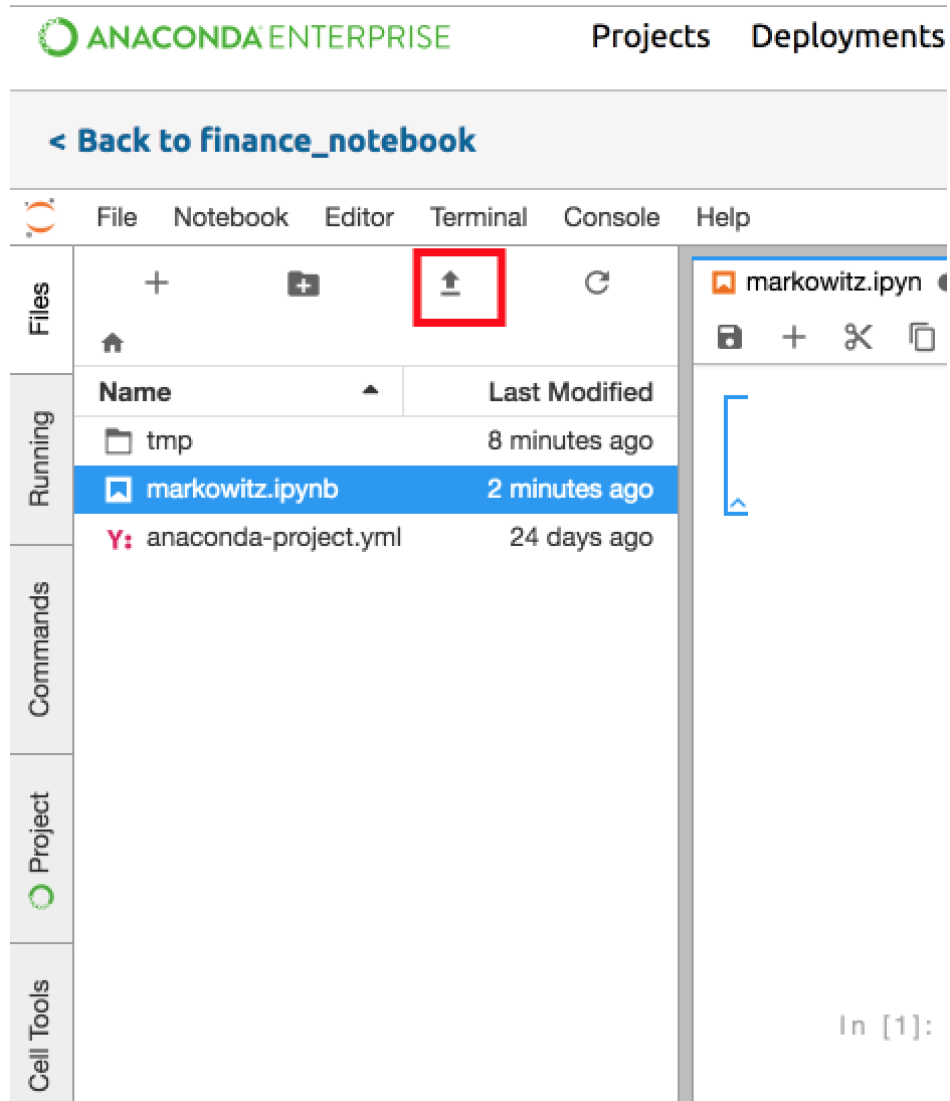 ANACONDA ENTERPRISE Projects Deployments
< Back to finance_notebook
File Notebook Editor Terminal Console Help
Files
markowitz.ipyn
Name Last Modified
tmp 8 minutes ago
Running
markowitz.ipynb 2 minutes ago
Y: anaconda-project.yml 24 days ago
Commands
Project
Cell Tools
In [1]: